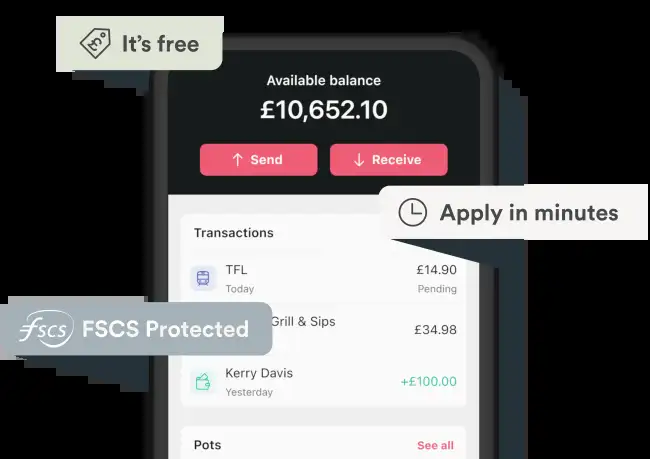 It's free
Available balance
£10,652.10
Send
Receive
Apply in minutes
Transactions
TFL
£14.90
Today
Pending
fscs FSCS Protected
Grill & Sips
£34.98
Kerry Davis
+£100.00
Yesterday
Pots
See all